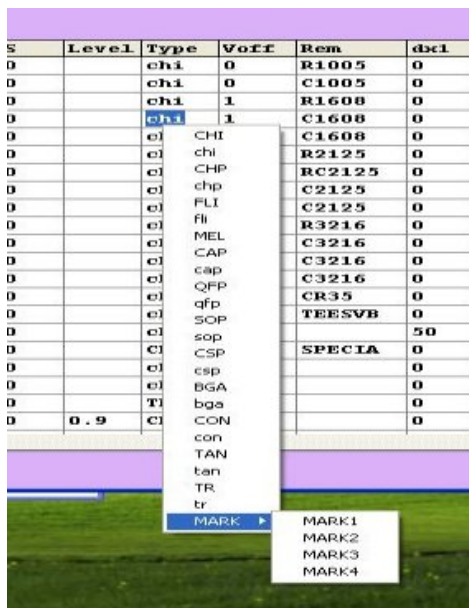 S Level Type Voff Rem dx1
0 chi 0 R1005 0
0 chi 0 C1005 0
0 chi 1 R1608 0
0 chi 1 C1608 0
0 C1608 0
0 R2125 0
0 RC2125 0
0 C2125 0
0 C2125 0
0 R3216 0
0 C3216 0
0 C3216 0
0 C3216 0
0 CR35 0
0 TEESVB 0
0 50
0 SPECIA 0
0 0
0 0
0 0
0 0.9 0
CHI
chi
CHP
chp
FLI
fli
MEL
CAP
cap
QFP
qfp
SOP
sop
CSP
csp
BGA
bga
CON
con
TAN
tan
TR
tr
MARK
MARK1
MARK2
MARK3
MARK4